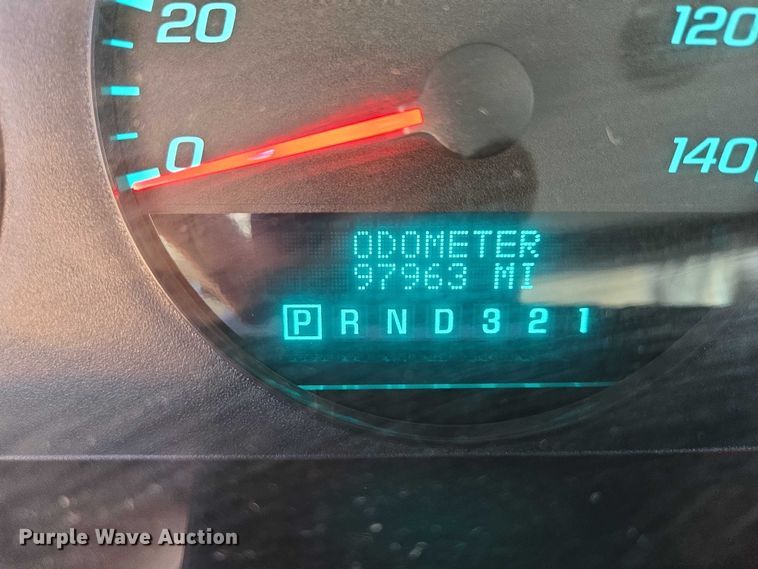 20
120
0
140
ODOMETER
97963 MI
P R N D 3 2 1
Purple Wave Auction